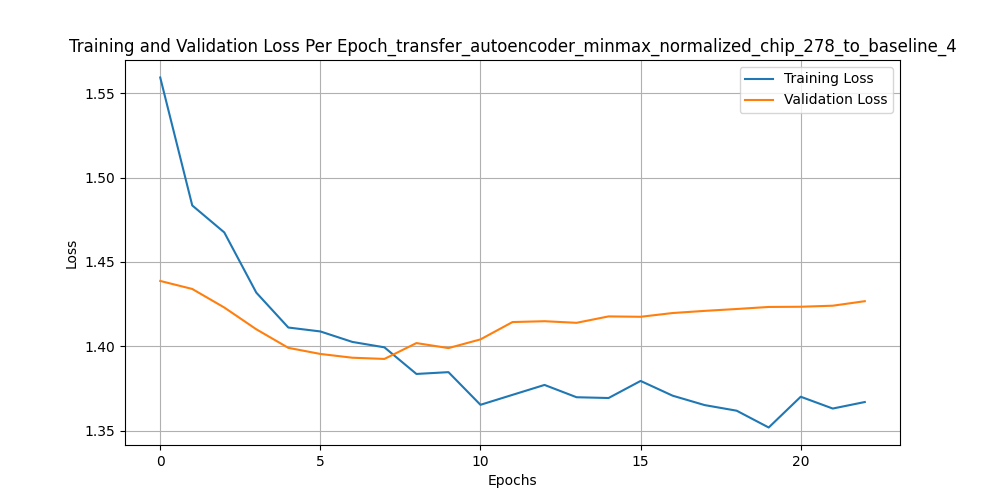 Training and Validation Loss Per Epoch_transfer_autoencoder_minmax_normalized_chip_278_to_baseline_4
Training Loss
Validation Loss
1.55
1.50
1.45
1.40
1.35
Loss
0 5 10 15 20
Epochs